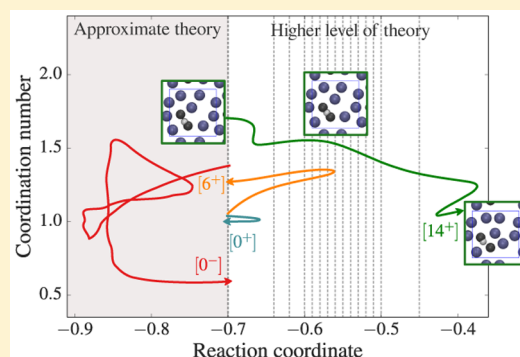 Approximate theory
Higher level of theory
Coordination number
2.0
1.5
1.0
0.5
[6⁺]
[0⁺]
[0⁻]
[14⁺]
−0.9 −0.8 −0.7 −0.6 −0.5 −0.4
Reaction coordinate